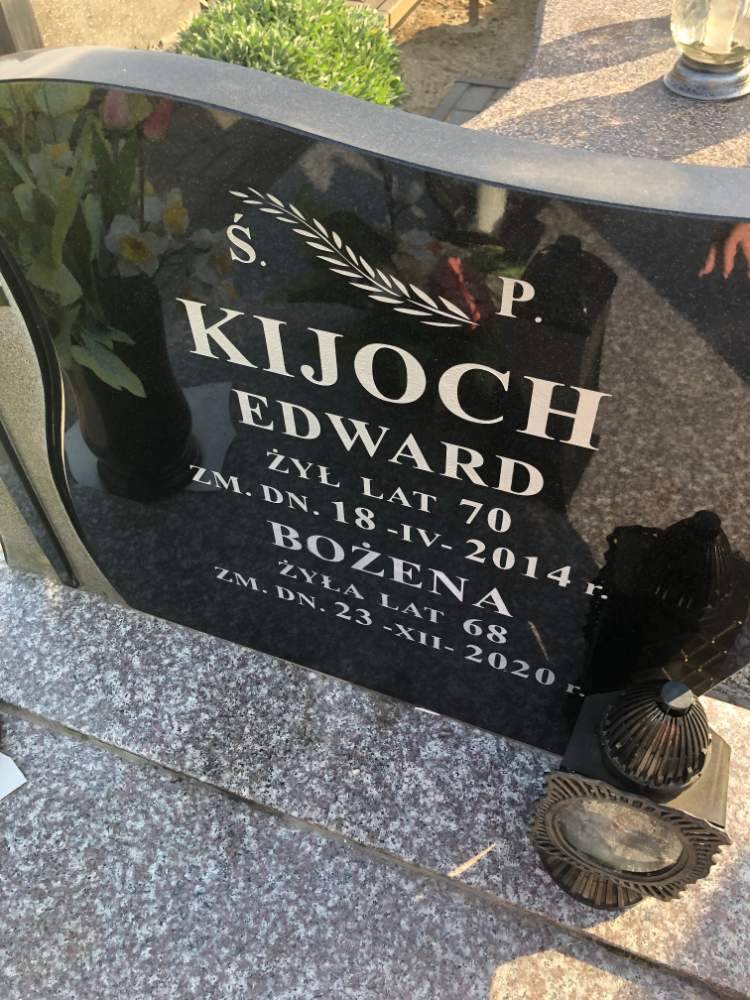 Ś. P.
KIJOCH
EDWARD
ŻYŁ LAT 70
ZM. DN. 18 -IV- 2014 r.
BOŻENA
ŻYŁA LAT 68
ZM. DN. 23 -XII- 2020 r.